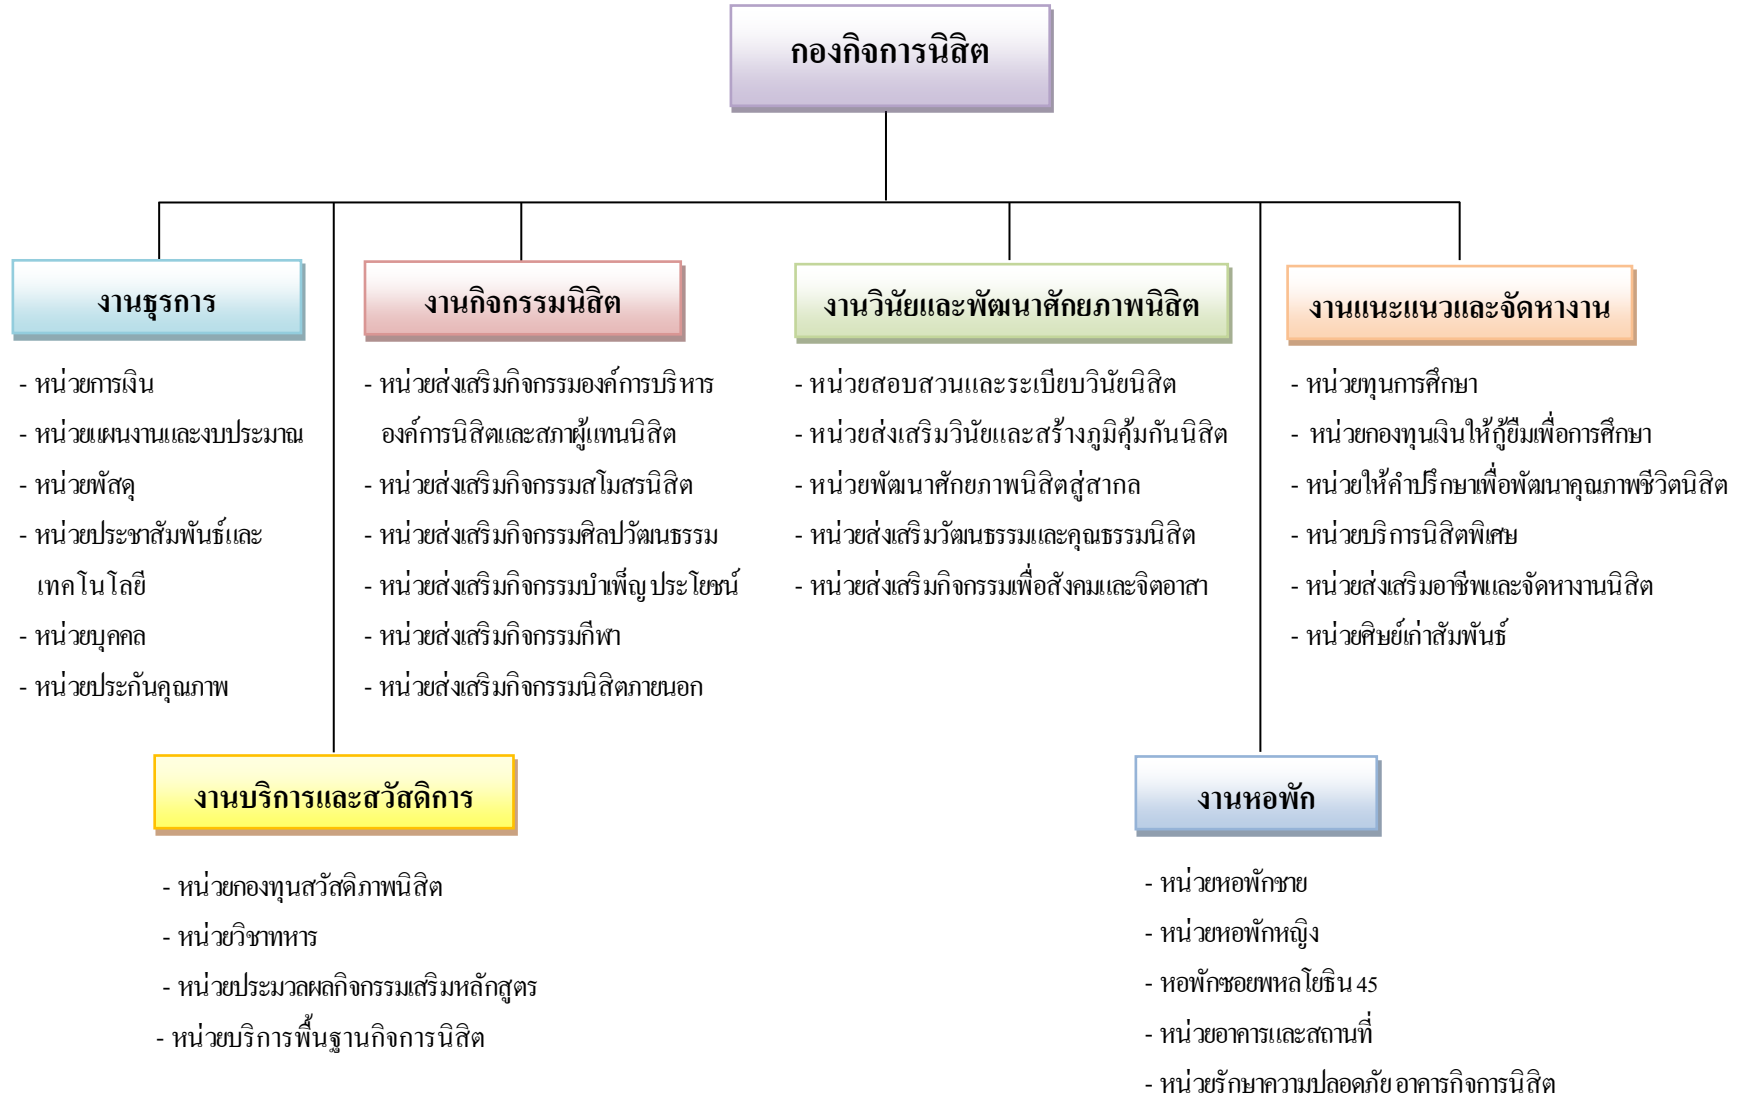 กองกิจการนิสิต
งานธุรการ
- หน่วยการเงิน
- หน่วยแผนงานและงบประมาณ
- หน่วยพัสดุ
- หน่วยประชาสัมพันธ์และ
เทคโนโลยี
- หน่วยบุคคล
- หน่วยประกันคุณภาพ
งานกิจกรรมนิสิต
- หน่วยส่งเสริมกิจกรรมองค์การบริหาร
องค์การนิสิตและสภาผู้แทนนิสิต
- หน่วยส่งเสริมกิจกรรมสโมสรนิสิต
- หน่วยส่งเสริมกิจกรรมศิลปวัฒนธรรม
- หน่วยส่งเสริมกิจกรรมบำเพ็ญประโยชน์
- หน่วยส่งเสริมกิจกรรมกีฬา
- หน่วยส่งเสริมกิจกรรมนิสิตภายนอก
งานวินัยและพัฒนาศักยภาพนิสิต
- หน่วยสอบสวนและระเบียบวินัยนิสิต
- หน่วยส่งเสริมวินัยและสร้างภูมิคุ้มกันนิสิต
- หน่วยพัฒนาศักยภาพนิสิตสู่สากล
- หน่วยส่งเสริมวัฒนธรรมและคุณธรรมนิสิต
- หน่วยส่งเสริมกิจกรรมเพื่อสังคมและจิตอาสา
งานแนะแนวและจัดหางาน
- หน่วยทุนการศึกษา
- หน่วยกองทุนเงินให้กู้ยืมเพื่อการศึกษา
- หน่วยให้คำปรึกษาเพื่อพัฒนาคุณภาพชีวิตนิสิต
- หน่วยบริการนิสิตพิเศษ
- หน่วยส่งเสริมอาชีพและจัดหางานนิสิต
- หน่วยศิษย์เก่าสัมพันธ์
งานบริการและสวัสดิการ
- หน่วยกองทุนสวัสดิภาพนิสิต
- หน่วยวิชาทหาร
- หน่วยประมวลผลกิจกรรมเสริมหลักสูตร
- หน่วยบริการพื้นฐานกิจการนิสิต
งานหอพัก
- หน่วยหอพักชาย
- หน่วยหอพักหญิง
- หอพักซอยพหลโยธิน 45
- หน่วยอาคารและสถานที่
- หน่วยรักษาความปลอดภัย อาคารกิจการนิสิต